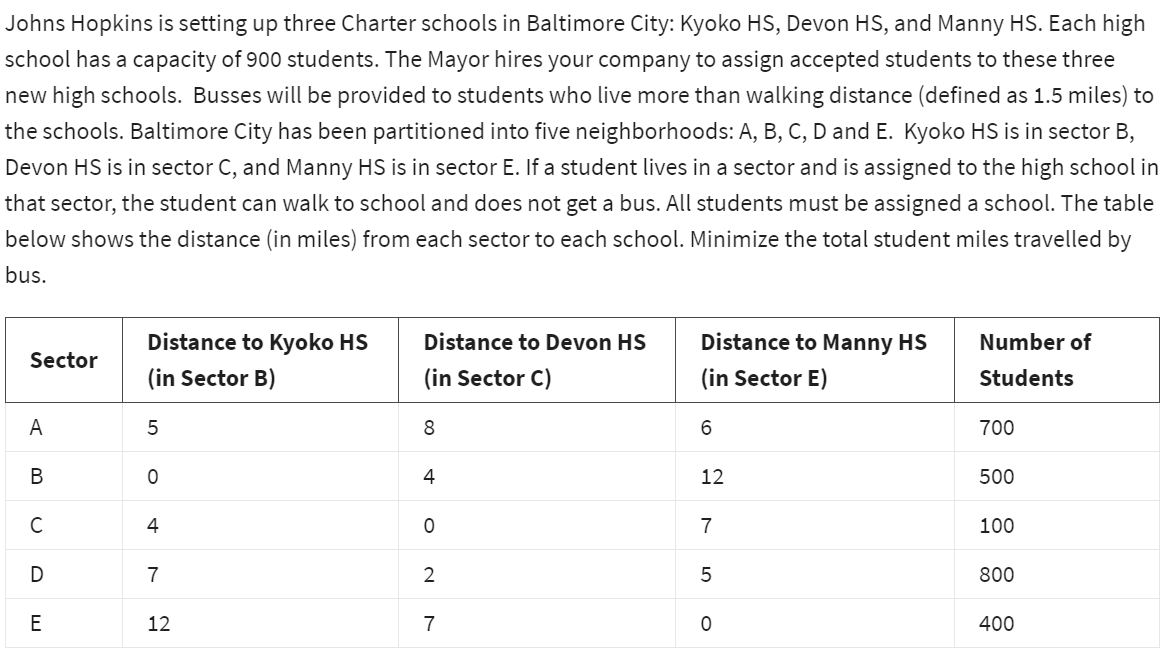 Johns Hopkins is setting up three Charter schools in Baltimore City: Kyoko HS, Devon HS, and Manny HS. Each high
school has a capacity of 900 students. The Mayor hires your company to assign accepted students to these three
new high schools.  Busses will be provided to students who live more than walking distance (defined as 1.5 miles) to
the schools. Baltimore City has been partitioned into five neighborhoods: A, B, C, D and E.  Kyoko HS is in sector B,
Devon HS is in sector C, and Manny HS is in sector E. If a student lives in a sector and is assigned to the high school in
that sector, the student can walk to school and does not get a bus. All students must be assigned a school. The table
below shows the distance (in miles) from each sector to each school. Minimize the total student miles travelled by
bus.
Sector | Distance to Kyoko HS (in Sector B) | Distance to Devon HS (in Sector C) | Distance to Manny HS (in Sector E) | Number of Students
A 5 8 6 700
B 0 4 12 500
C 4 0 7 100
D 7 2 5 800
E 12 7 0 400